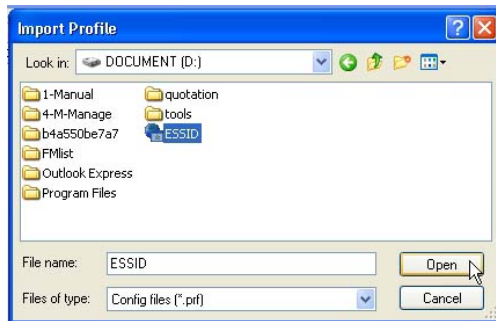 Import Profile
Look in: DOCUMENT (D:)
1-Manual quotation
4-M-Manage tools
b4a550be7a7 ESSID
FMlist
Outlook Express
Program Files
File name: ESSID Open
Files of type: Config files (*.prf) Cancel